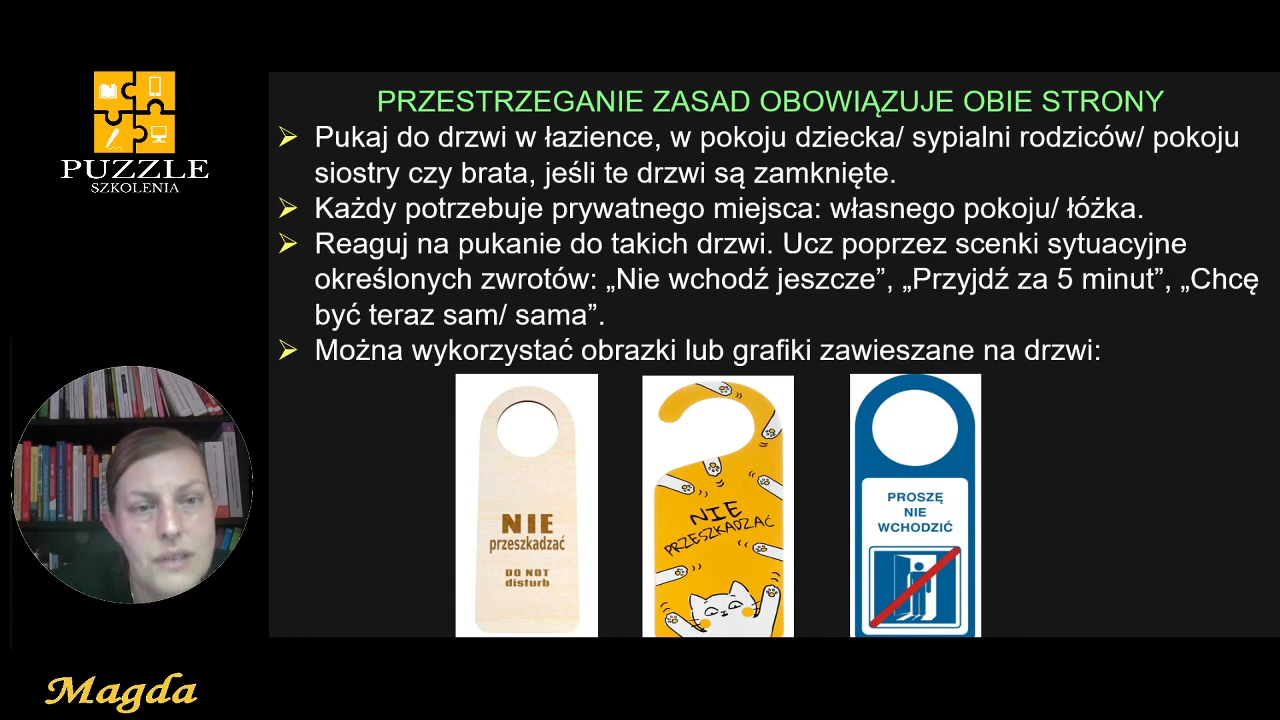 PUZZLE
SZKOLENIA
PRZESTRZEGANIE ZASAD OBOWIĄZUJE OBIE STRONY
Pukaj do drzwi w łazience, w pokoju dziecka/ sypialni rodziców/ pokoju
siostry czy brata, jeśli te drzwi są zamknięte.
Każdy potrzebuje prywatnego miejsca: własnego pokoju/ łóżka.
Reaguj na pukanie do takich drzwi. Ucz poprzez scenki sytuacyjne
określonych zwrotów: „Nie wchodź jeszcze”, „Przyjdź za 5 minut”, „Chcę
być teraz sam/ sama”.
Można wykorzystać obrazki lub grafiki zawieszane na drzwi:
NIE
przeszkadzać
DO NOT
disturb
NIE
PRZESZKADZAĆ
PROSZĘ
NIE
WCHODZIĆ
Magda